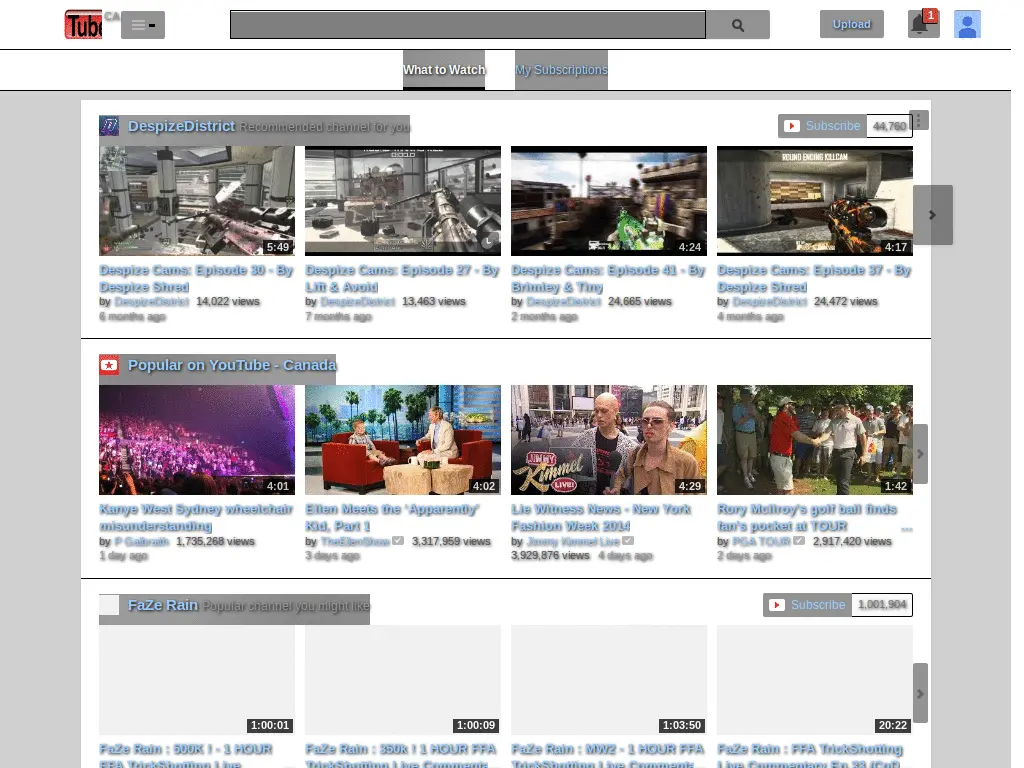 Tube CA
Upload
1
What to Watch My Subscriptions
DespizeDistrict Recommended channel for you
Subscribe 44,760
ROUND ENDING KILLCAM
5:49
4:24
4:17
Despize Cams: Episode 30 - By Despize Shred
by DespizeDistrict 14,022 views
6 months ago
Despize Cams: Episode 27 - By Lift & Avoid
by DespizeDistrict 13,463 views
7 months ago
Despize Cams: Episode 41 - By Brimley & Tiny
by DespizeDistrict 24,665 views
2 months ago
Despize Cams: Episode 37 - By Despize Shred
by DespizeDistrict 24,472 views
4 months ago
Popular on YouTube - Canada
JIMMY
Kimmel
LIVE!
4:01
4:02
4:29
1:42
Kanye West Sydney wheelchair misunderstanding
by P Galbraith 1,735,268 views
1 day ago
Ellen Meets the 'Apparently' Kid, Part 1
by TheEllenShow 3,317,959 views
3 days ago
Lie Witness News - New York Fashion Week 2014
by Jimmy Kimmel Live
3,929,876 views 4 days ago
Rory McIlroy's golf ball finds fan's pocket at TOUR ...
by PGA TOUR 2,917,420 views
2 days ago
FaZe Rain Popular channel you might like
Subscribe 1,001,904
1:00:01
1:00:09
1:03:50
20:22
FaZe Rain : 500K ! - 1 HOUR FFA TrickShotting Live
FaZe Rain : 350k ! 1 HOUR FFA TrickShotting Live Comments...
FaZe Rain : MW2 - 1 HOUR FFA TrickShotting Live Comment...
FaZe Rain : FFA TrickShotting Live Commentary Ep 33 (CoD...